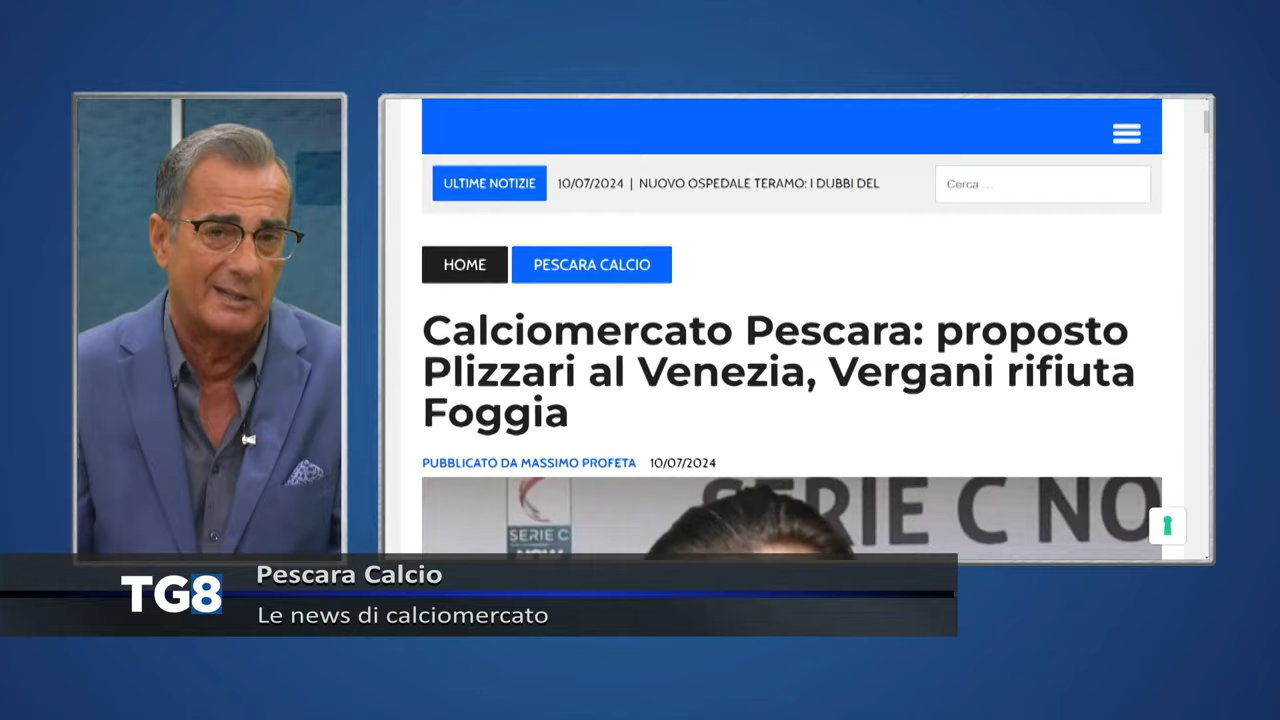 ULTIME NOTIZIE
10/07/2024 | NUOVO OSPEDALE TERAMO: I DUBBI DEL
Cerca ...
HOME
PESCARA CALCIO
Calciomercato Pescara: proposto
Plizzari al Venezia, Vergani rifiuta
Foggia
PUBBLICATO DA MASSIMO PROFETA 10/07/2024
SERIE C NO
SERIE C
NOW
TG8
Pescara Calcio
Le news di calciomercato